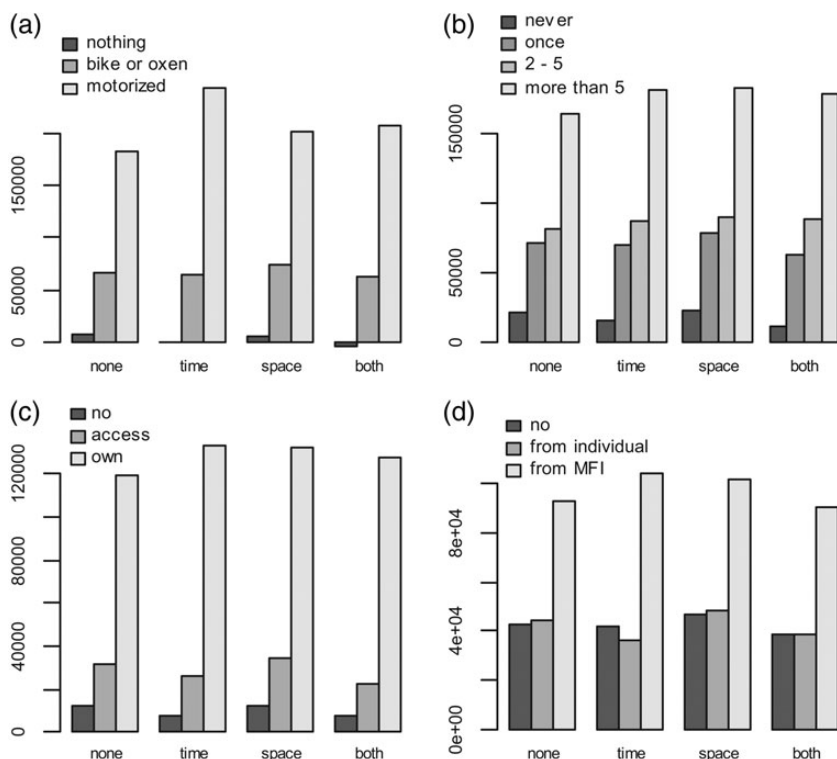 (a)
nothing
bike or oxen
motorized
150000
50000
0
none time space both
(b)
never
once
2 - 5
more than 5
150000
50000
0
none time space both
(c)
no
access
own
120000
80000
40000
0
none time space both
(d)
no
from individual
from MFI
8e+04
4e+04
0e+00
none time space both